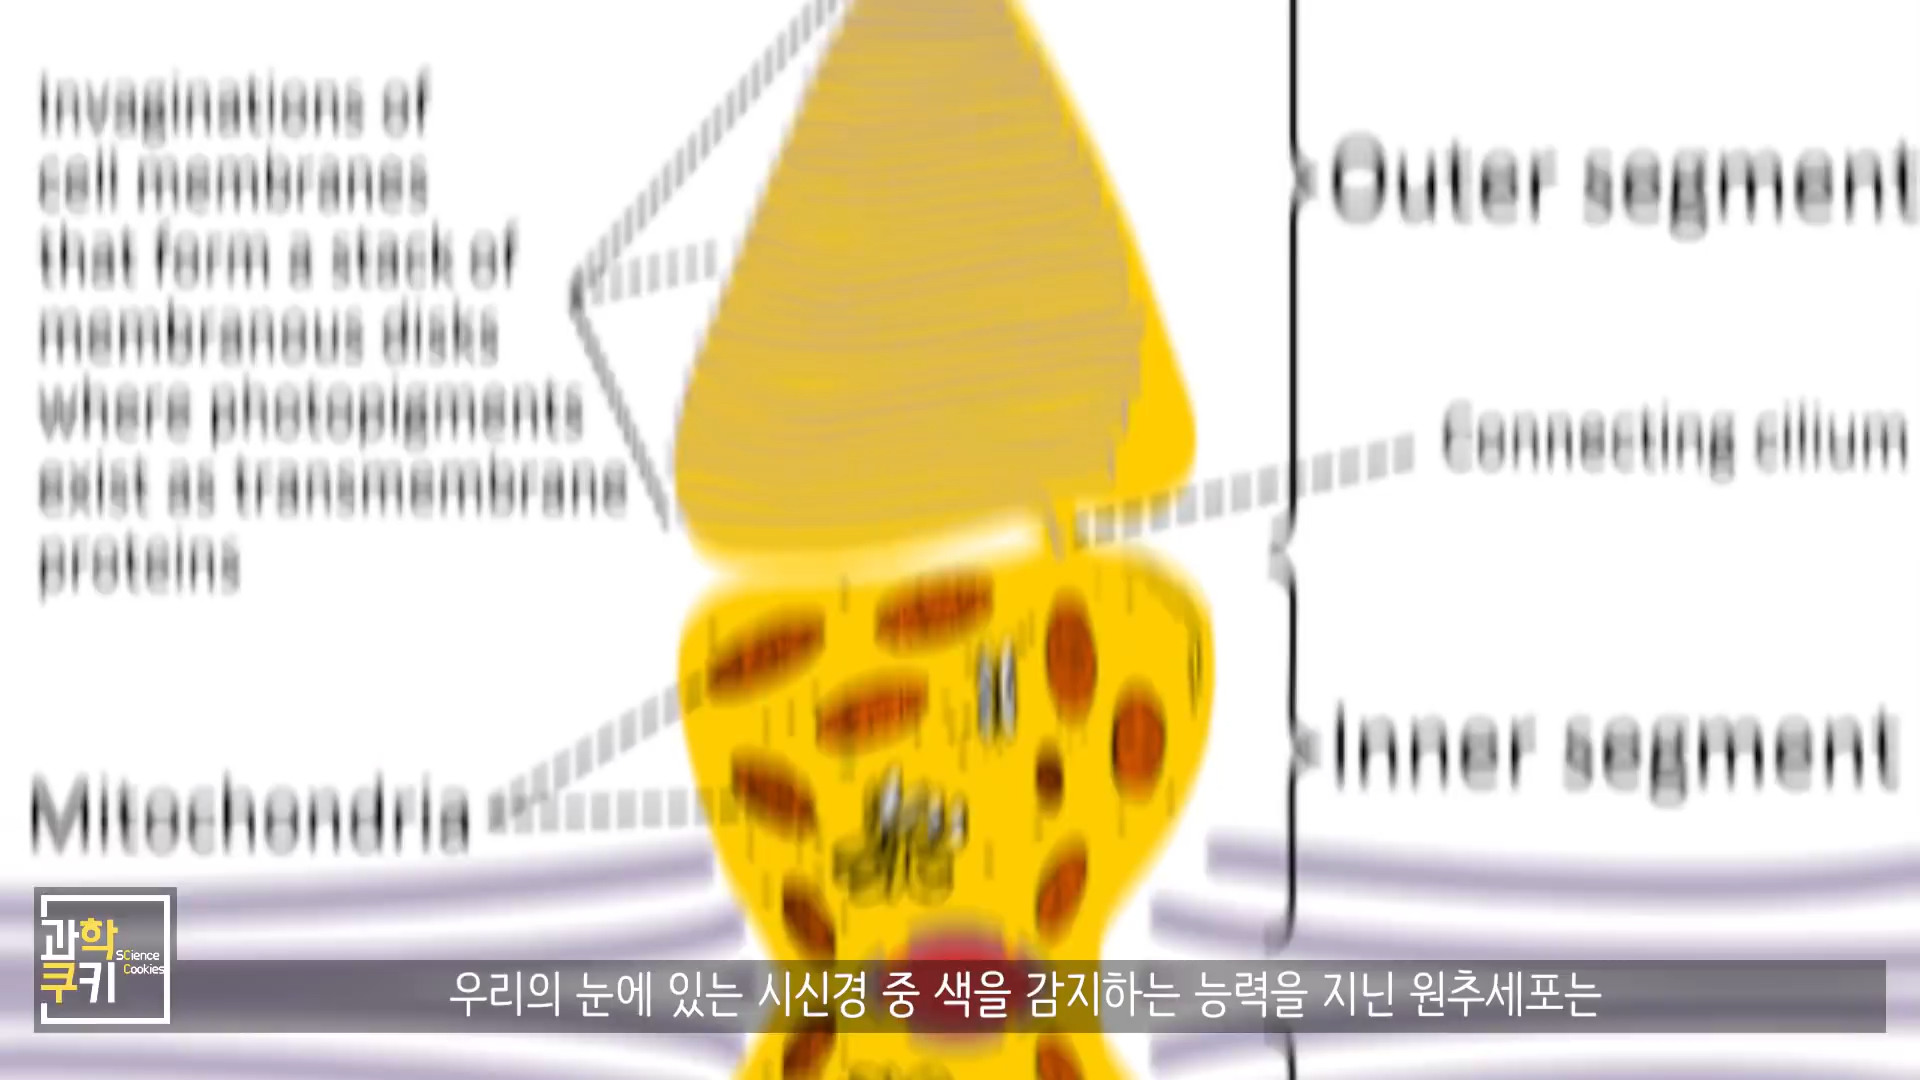 Invaginations of
cell membranes
that form a stack of
membranous disks
where photopigments
exist as transmembrane
proteins
Outer segment
Connecting cilium
Mitochondria
Inner segment
과학
쿠키
SCience
Cookies
우리의 눈에 있는 시신경 중 색을 감지하는 능력을 지닌 원추세포는